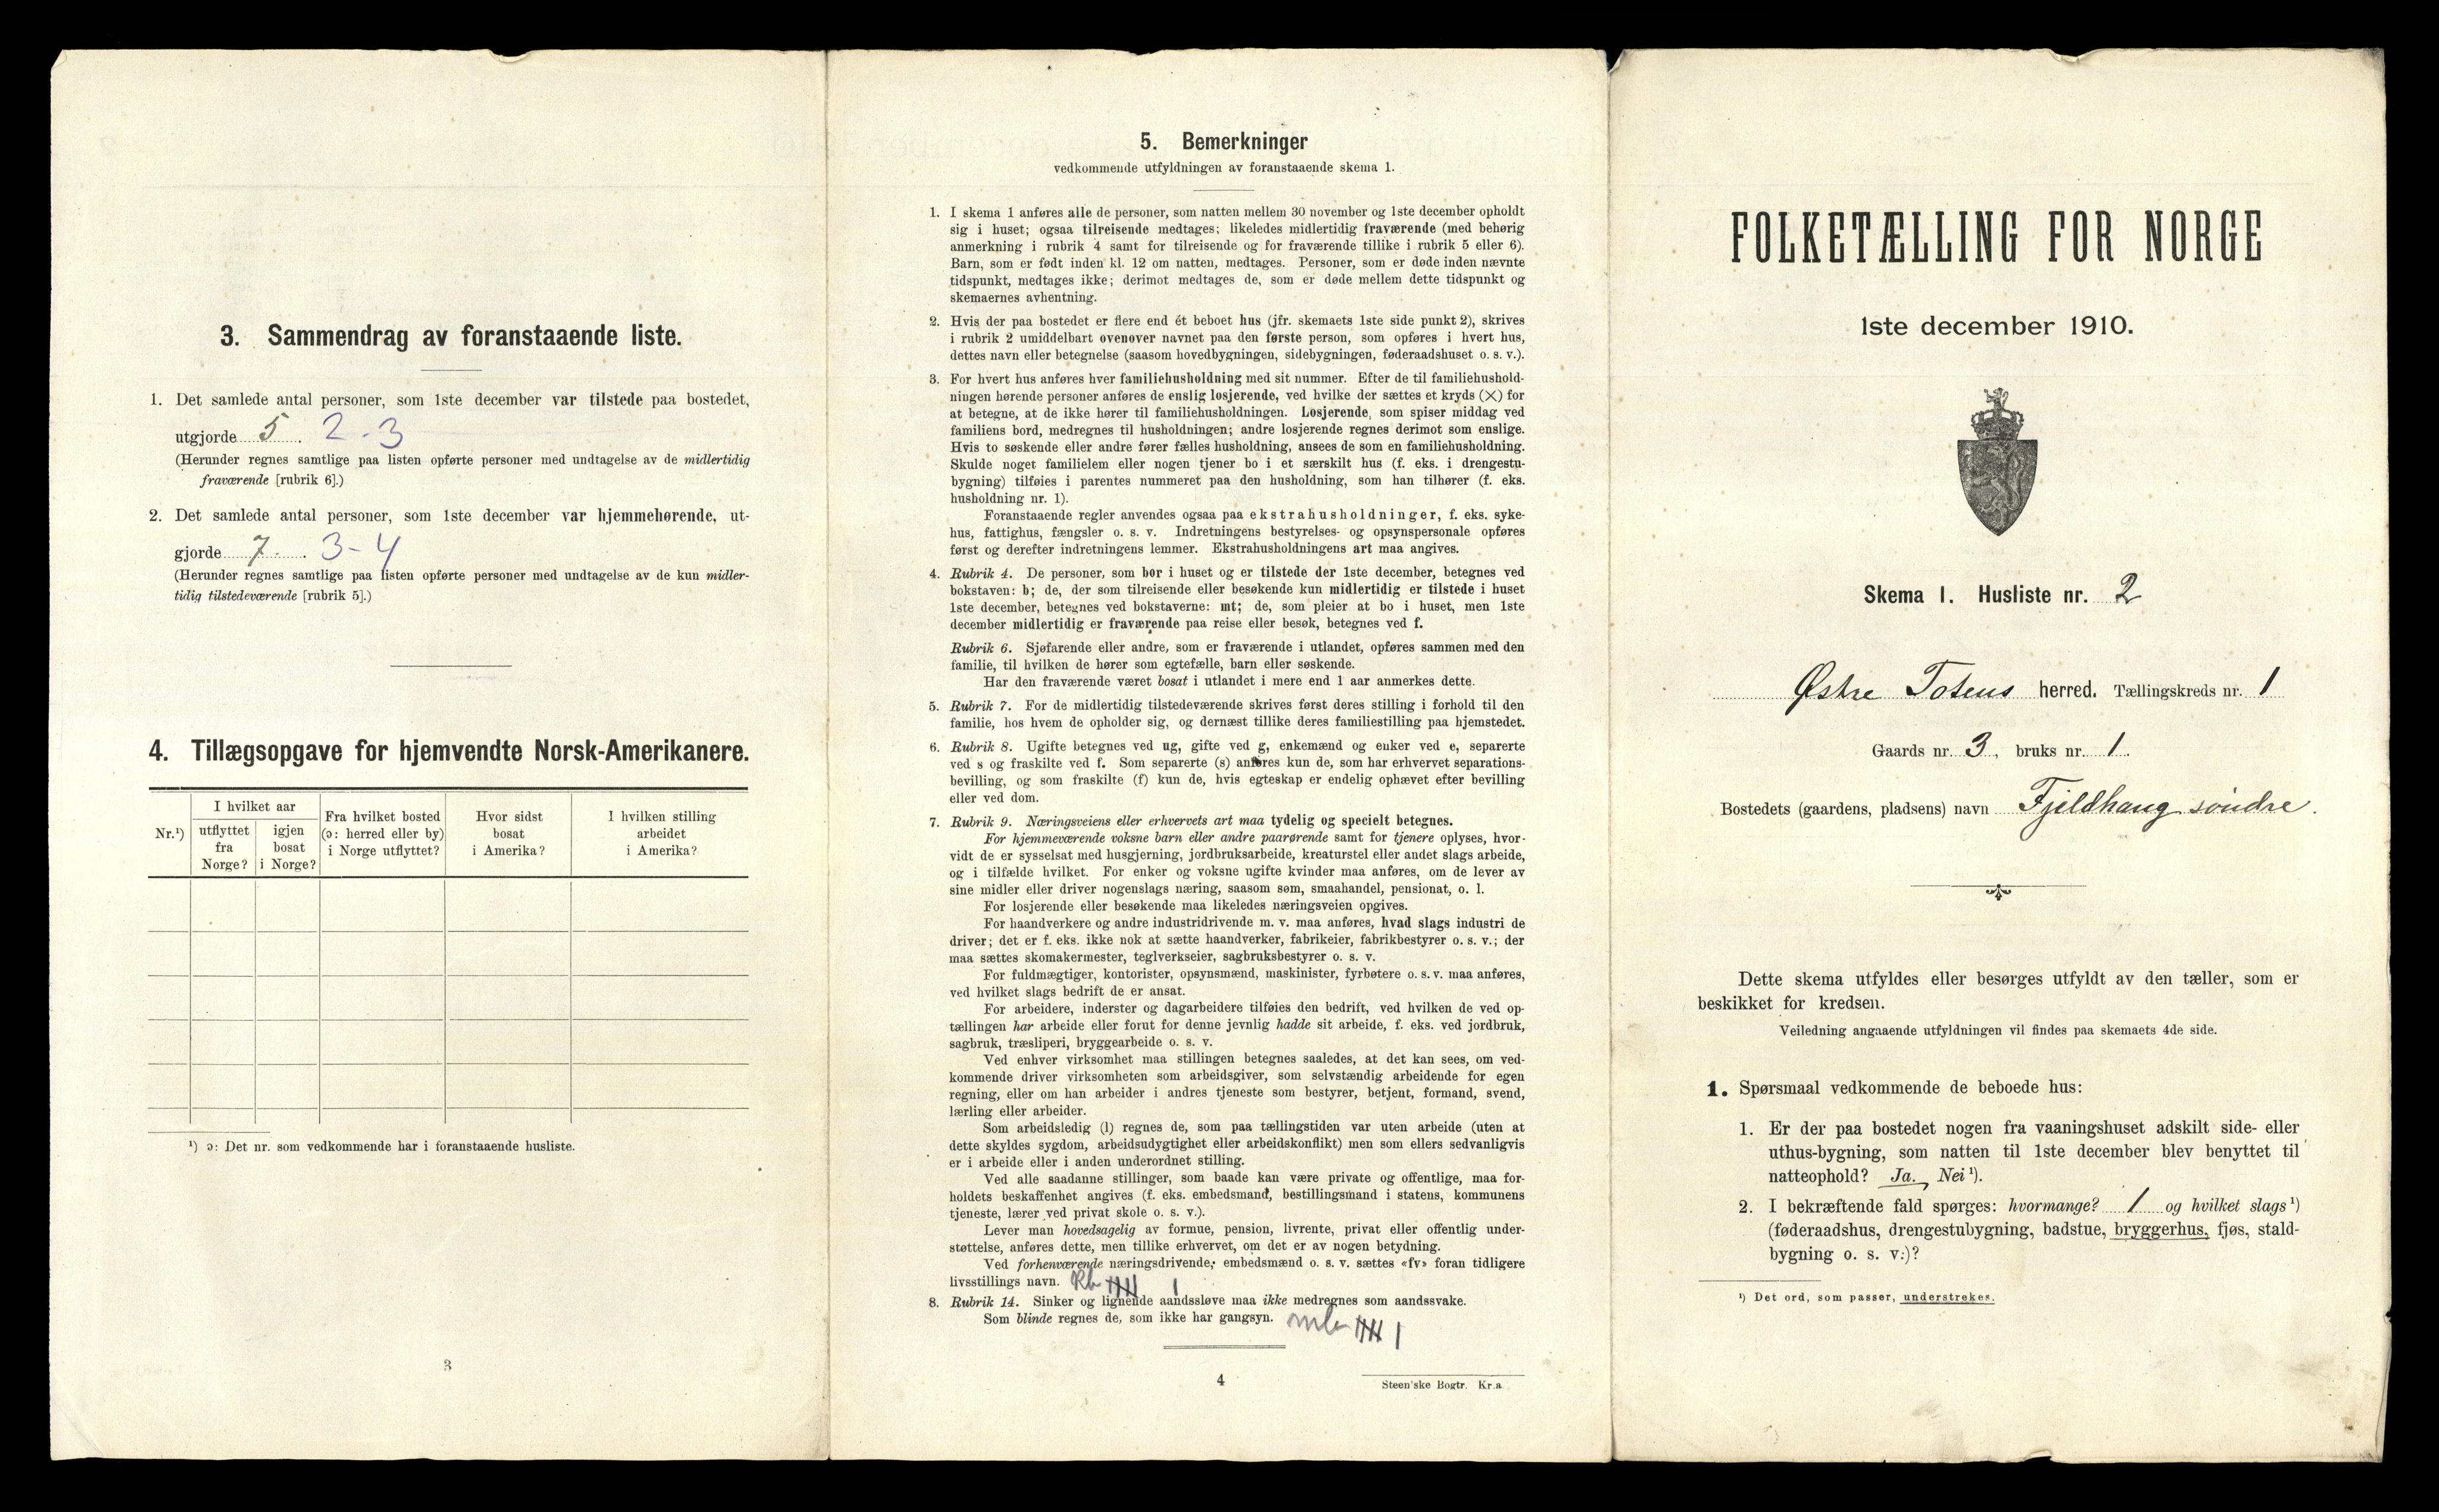 3. Sammendrag av foranstaaende liste.
1. Det samlede antal personer, som 1ste december var tilstede paa bostedet,
utgjorde 5. 2-3
(Herunder regnes samtlige paa listen opførte personer med undtagelse av de midlertidig
fraværende [rubrik 6].)
2. Det samlede antal personer, som 1ste december var hjemmehørende, ut-
gjorde 7. 3-4
(Herunder regnes samtlige paa listen opførte personer med undtagelse av de kun midler-
tidig tilstedeværende [rubrik 5].)
4. Tillægsopgave for hjemvendte Norsk-Amerikanere.
Nr.¹)
I hvilket aar
utflyttet fra Norge?
igjen bosat i Norge?
Fra hvilket bosted (ɔ: herred eller by) i Norge utflyttet?
Hvor sidst bosat i Amerika?
I hvilken stilling arbeidet i Amerika?
¹) ɔ: Det nr. som vedkommende har i foranstaaende husliste.
3
5. Bemerkninger
vedkommende utfyldningen av foranstaaende skema 1.
1. I skema 1 anføres alle de personer, som natten mellem 30 november og 1ste december opholdt
sig i huset; ogsaa tilreisende medtages; likeledes midlertidig fraværende (med behørig
anmerkning i rubrik 4 samt for tilreisende og for fraværende tillike i rubrik 5 eller 6).
Barn, som er født inden kl. 12 om natten, medtages. Personer, som er døde inden nævnte
tidspunkt, medtages ikke; derimot medtages de, som er døde mellem dette tidspunkt og
skemaernes avhentning.
2. Hvis der paa bostedet er flere end ét beboet hus (jfr. skemaets 1ste side punkt 2), skrives
i rubrik 2 umiddelbart ovenover navnet paa den første person, som opføres i hvert hus,
dettes navn eller betegnelse (saasom hovedbygningen, sidebygningen, føderaadshuset o. s. v.).
3. For hvert hus anføres hver familiehusholdning med sit nummer. Efter de til familiehushold-
ningen hørende personer anføres de enslig losjerende, ved hvilke der sættes et kryds (×) for
at betegne, at de ikke hører til familiehusholdningen. Losjerende, som spiser middag ved
familiens bord, medregnes til husholdningen; andre losjerende regnes derimot som enslige.
Hvis to søskende eller andre fører fælles husholdning, ansees de som en familiehusholdning.
Skulde noget familielem eller nogen tjener bo i et særskilt hus (f. eks. i drengestu-
bygning) tilføies i parentes nummeret paa den husholdning, som han tilhører (f. eks.
husholdning nr. 1).
Foranstaaende regler anvendes ogsaa paa ekstrahusholdninger, f. eks. syke-
hus, fattighus, fængsler o. s. v. Indretningens bestyrelses- og opsynspersonale opføres
først og derefter indretningens lemmer. Ekstrahusholdningens art maa angives.
4. Rubrik 4. De personer, som bor i huset og er tilstede der 1ste december, betegnes ved
bokstaven: b; de, der som tilreisende eller besøkende kun midlertidig er tilstede i huset
1ste december, betegnes ved bokstaverne: mt; de, som pleier at bo i huset, men 1ste
december midlertidig er fraværende paa reise eller besøk, betegnes ved f.
Rubrik 6. Sjøfarende eller andre, som er fraværende i utlandet, opføres sammen med den
familie, til hvilken de hører som egtefælle, barn eller søskende.
Har den fraværende været bosat i utlandet i mere end 1 aar anmerkes dette.
5. Rubrik 7. For de midlertidig tilstedeværende skrives først deres stilling i forhold til den
familie, hos hvem de opholder sig, og dernæst tillike deres familiestilling paa hjemstedet.
6. Rubrik 8. Ugifte betegnes ved ug, gifte ved g, enkemænd og enker ved e, separerte
ved s og fraskilte ved f. Som separerte (s) anføres kun de, som har erhvervet separations-
bevilling, og som fraskilte (f) kun de, hvis egteskap er endelig ophævet efter bevilling
eller ved dom.
7. Rubrik 9. Næringsveiens eller erhvervets art maa tydelig og specielt betegnes.
For hjemmeværende voksne barn eller andre paarørende samt for tjenere oplyses, hvor-
vidt de er sysselsat med husgjerning, jordbruksarbeide, kreaturstel eller andet slags arbeide,
og i tilfælde hvilket. For enker og voksne ugifte kvinder maa anføres, om de lever av
sine midler eller driver nogenslags næring, saasom søm, smaahandel, pensionat, o. l.
For losjerende eller besøkende maa likeledes næringsveien opgives.
For haandverkere og andre industridrivende m. v. maa anføres, hvad slags industri de
driver; det er f. eks. ikke nok at sætte haandverker, fabrikeier, fabrikbestyrer o. s. v.; der
maa sættes skomakermester, teglverkseier, sagbruksbestyrer o. s. v.
For fuldmægtiger, kontorister, opsynsmænd, maskinister, fyrbøtere o. s. v. maa anføres,
ved hvilket slags bedrift de er ansat.
For arbeidere, inderster og dagarbeidere tilføies den bedrift, ved hvilken de ved op-
tællingen har arbeide eller forut for denne jevnlig hadde sit arbeide, f. eks. ved jordbruk,
sagbruk, træsliperi, bryggearbeide o. s. v.
Ved enhver virksomhet maa stillingen betegnes saaledes, at det kan sees, om ved-
kommende driver virksomheten som arbeidsgiver, som selvstændig arbeidende for egen
regning, eller om han arbeider i andres tjeneste som bestyrer, betjent, formand, svend,
lærling eller arbeider.
Som arbeidsledig (l) regnes de, som paa tællingstiden var uten arbeide (uten at
dette skyldes sygdom, arbeidsudygtighet eller arbeidskonflikt) men som ellers sedvanligvis
er i arbeide eller i anden underordnet stilling.
Ved alle saadanne stillinger, som baade kan være private og offentlige, maa for-
holdets beskaffenhet angives (f. eks. embedsmand, bestillingsmand i statens, kommunens
tjeneste, lærer ved privat skole o. s. v.).
Lever man hovedsagelig av formue, pension, livrente, privat eller offentlig under-
støttelse, anføres dette, men tillike erhvervet, om det er av nogen betydning.
Ved forhenværende næringsdrivende, embedsmænd o. s. v. sættes «fv» foran tidligere
livsstillings navn.
8. Rubrik 14. Sinker og lignende aandssløve maa ikke medregnes som aandssvake.
Som blinde regnes de, som ikke har gangsyn.
4
Steen'ske Bogtr. Kr.a
FOLKETÆLLING FOR NORGE
1ste december 1910.
Skema 1. Husliste nr. 2
Østre Totens herred. Tællingskreds nr. 1
Gaards nr. 3, bruks nr. 1.
Bostedets (gaardens, pladsens) navn Fjeldhaug søndre.
Dette skema utfyldes eller besørges utfyldt av den tæller, som er
beskikket for kredsen.
Veiledning angaaende utfyldningen vil findes paa skemaets 4de side.
1. Spørsmaal vedkommende de beboede hus:
1. Er der paa bostedet nogen fra vaaningshuset adskilt side- eller
uthus-bygning, som natten til 1ste december blev benyttet til
natteophold? Ja. Nei ¹).
2. I bekræftende fald spørges: hvormange? 1 og hvilket slags ¹)
(føderaadshus, drengestubygning, badstue, bryggerhus, fjøs, stald-
bygning o. s. v.)?
¹) Det ord, som passer, understrekes.